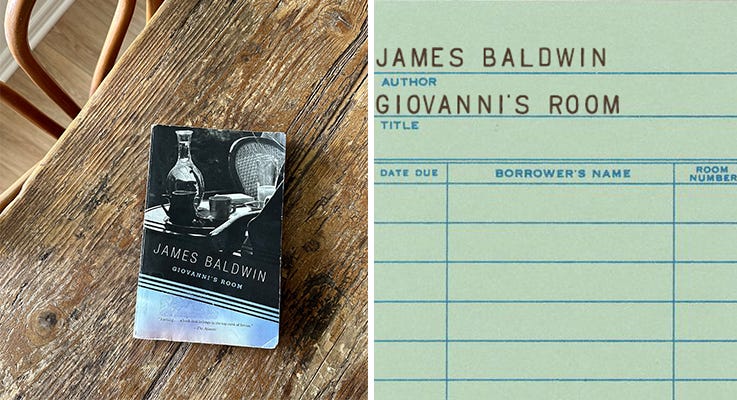 JAMES BALDWIN
GIOVANNI'S ROOM
JAMES BALDWIN
AUTHOR
GIOVANNI'S ROOM
TITLE
DATE DUE
BORROWER'S NAME
ROOM
NUMBER